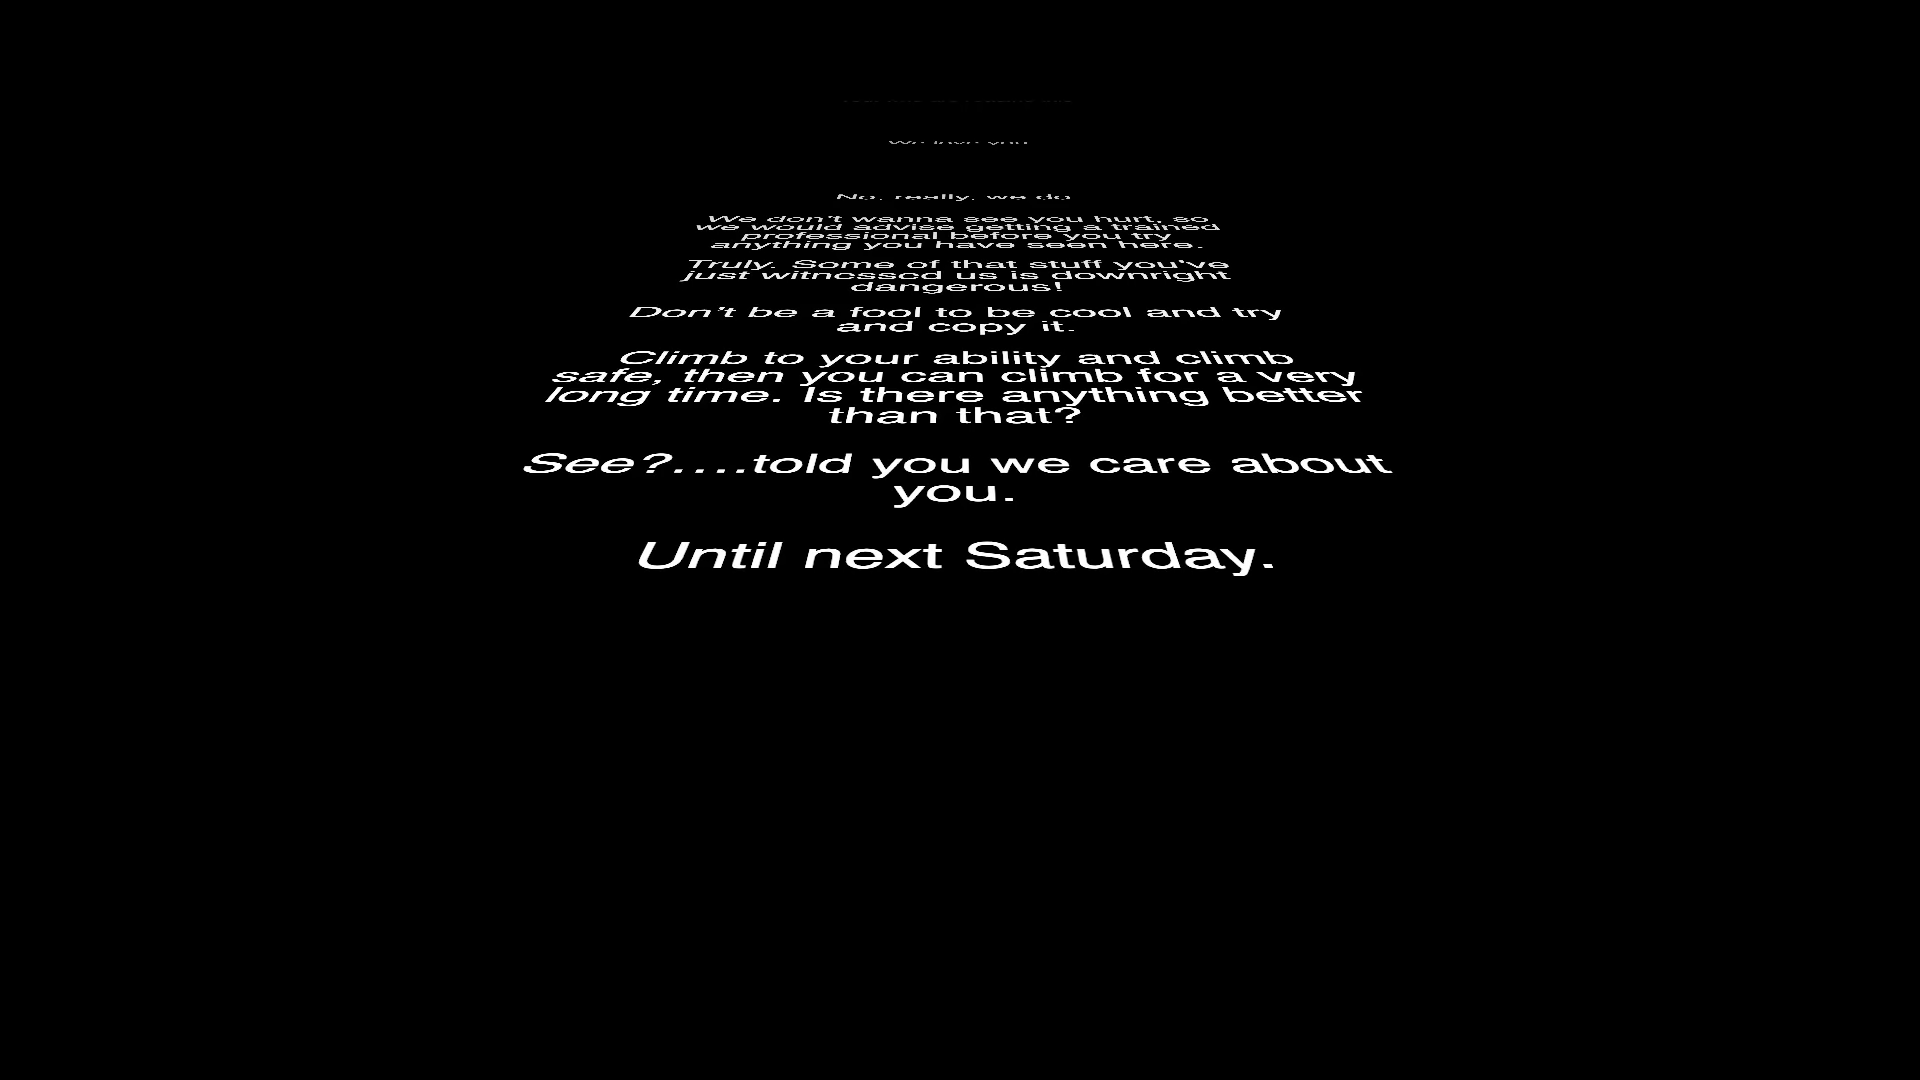 No, really, we do
We don't wanna see you hurt, so
we would advise getting a trained
professional before you try
anything you have seen here.
Truly. Some of that stuff you've
just witnessed us is downright
dangerous!
Don't be a fool to be cool and try
and copy it.
Climb to your ability and climb
safe, then you can climb for a very
long time. Is there anything better
than that?
See?....told you we care about
you.
Until next Saturday.